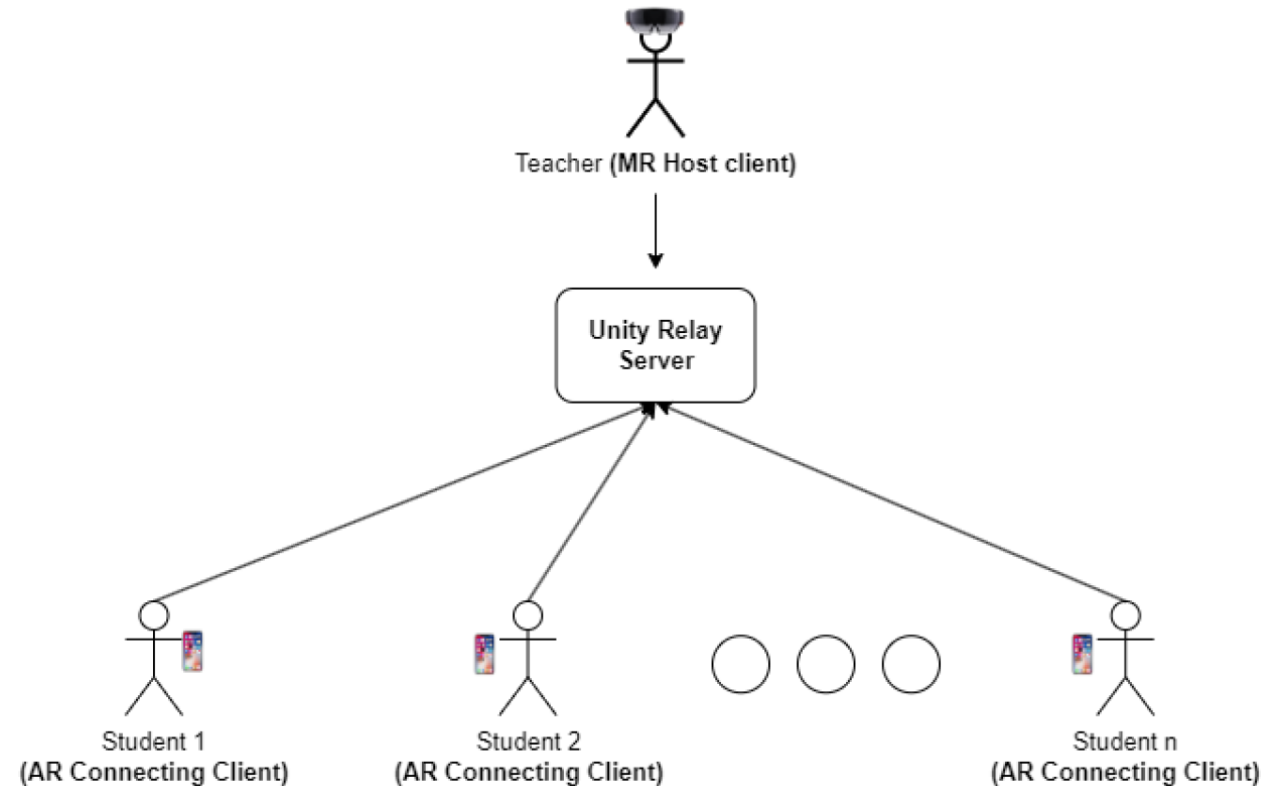 Teacher (MR Host client)
Unity Relay
Server
Student 1
(AR Connecting Client)
Student 2
(AR Connecting Client)
Student n
(AR Connecting Client)